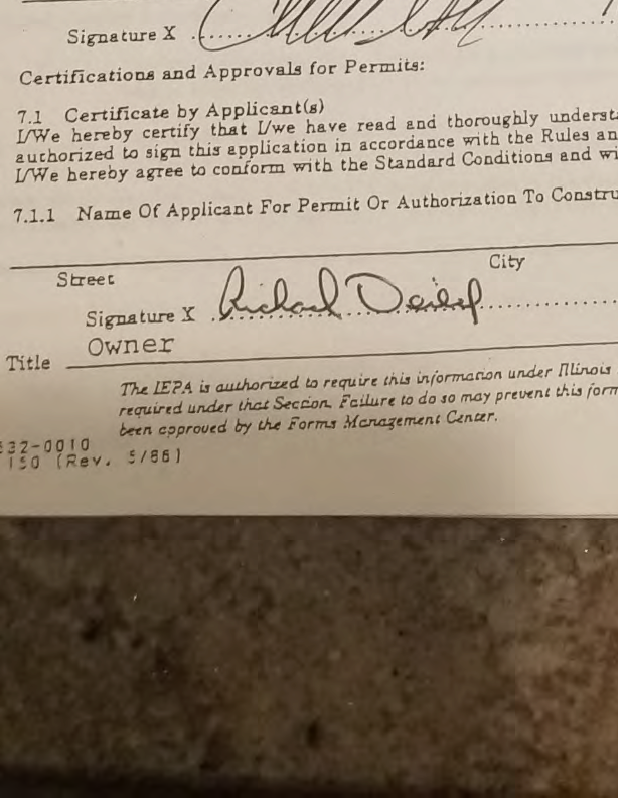 Signature X
Certifications and Approvals for Permits:
7.1 Certificate by Applicant(s)
I/We hereby certify that I/we have read and thoroughly underst
authorized to sign this application in accordance with the Rules an
I/We hereby agree to conform with the Standard Conditions and wi
7.1.1 Name Of Applicant For Permit Or Authorization To Constru
Street City
Signature X Richard
Owner
Title
The IEPA is authorized to require this information under Illinois
required under that Section. Failure to do so may prevent this form
been approved by the Forms Management Center.
532-0010
150 (Rev. 5/86)